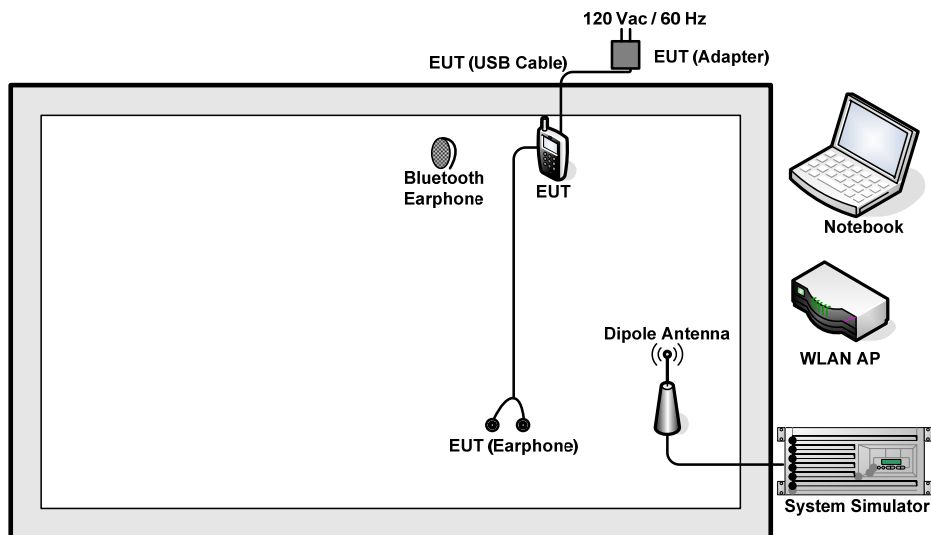 120 Vac / 60 Hz
EUT (USB Cable)
EUT (Adapter)
Bluetooth
Earphone
EUT
Notebook
Dipole Antenna
WLAN AP
EUT (Earphone)
System Simulator